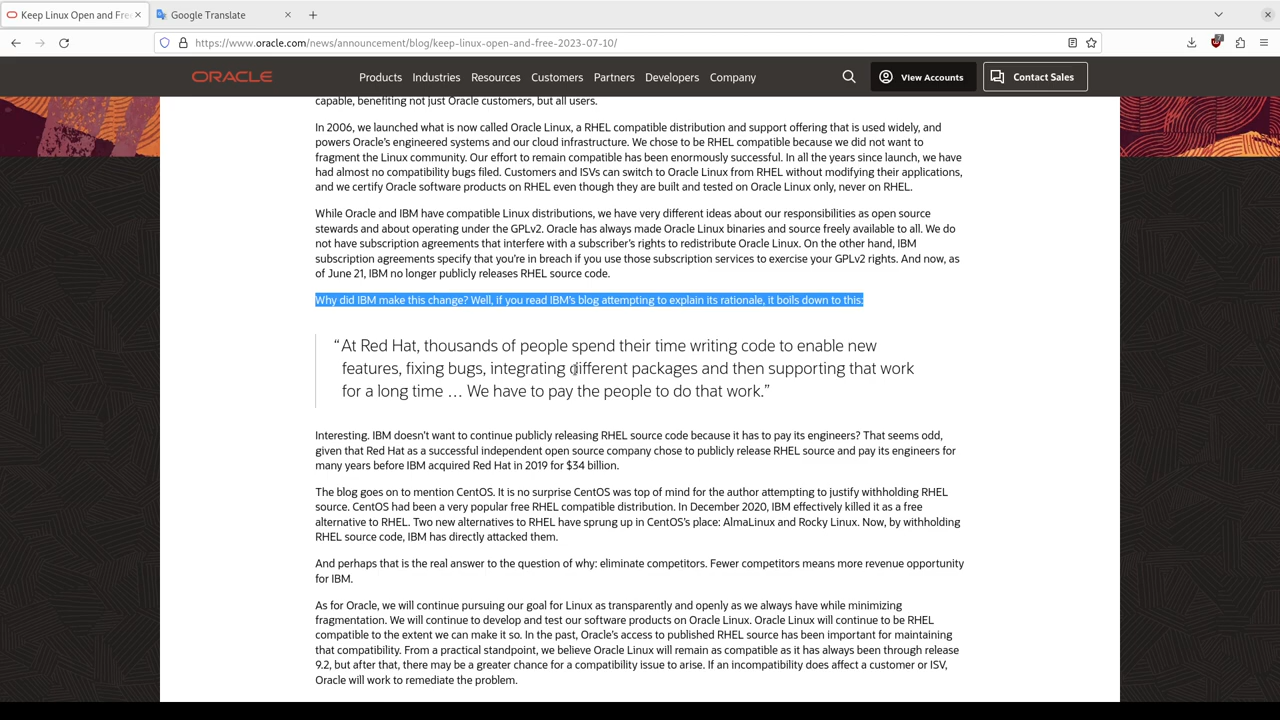 Keep Linux Open and Fre
Google Translate
https://www.oracle.com/news/announcement/blog/keep-linux-open-and-free-2023-07-10/
7
ORACLE
Products
Industries
Resources
Customers
Partners
Developers
Company
View Accounts
Contact Sales
capable, benefiting not just Oracle customers, but all users.
In 2006, we launched what is now called Oracle Linux, a RHEL compatible distribution and support offering that is used widely, and
powers Oracle's engineered systems and our cloud infrastructure. We chose to be RHEL compatible because we did not want to
fragment the Linux community. Our effort to remain compatible has been enormously successful. In all the years since launch, we have
had almost no compatibility bugs filed. Customers and ISVs can switch to Oracle Linux from RHEL without modifying their applications,
and we certify Oracle software products on RHEL even though they are built and tested on Oracle Linux only, never on RHEL.
While Oracle and IBM have compatible Linux distributions, we have very different ideas about our responsibilities as open source
stewards and about operating under the GPLv2. Oracle has always made Oracle Linux binaries and source freely available to all. We do
not have subscription agreements that interfere with a subscriber's rights to redistribute Oracle Linux. On the other hand, IBM
subscription agreements specify that you're in breach if you use those subscription services to exercise your GPLv2 rights. And now, as
of June 21, IBM no longer publicly releases RHEL source code.
Why did IBM make this change? Well, if you read IBM's blog attempting to explain its rationale, it boils down to this:
“At Red Hat, thousands of people spend their time writing code to enable new
features, fixing bugs, integrating different packages and then supporting that work
for a long time … We have to pay the people to do that work.”
Interesting. IBM doesn't want to continue publicly releasing RHEL source code because it has to pay its engineers? That seems odd,
given that Red Hat as a successful independent open source company chose to publicly release RHEL source and pay its engineers for
many years before IBM acquired Red Hat in 2019 for $34 billion.
The blog goes on to mention CentOS. It is no surprise CentOS was top of mind for the author attempting to justify withholding RHEL
source. CentOS had been a very popular free RHEL compatible distribution. In December 2020, IBM effectively killed it as a free
alternative to RHEL. Two new alternatives to RHEL have sprung up in CentOS's place: AlmaLinux and Rocky Linux. Now, by withholding
RHEL source code, IBM has directly attacked them.
And perhaps that is the real answer to the question of why: eliminate competitors. Fewer competitors means more revenue opportunity
for IBM.
As for Oracle, we will continue pursuing our goal for Linux as transparently and openly as we always have while minimizing
fragmentation. We will continue to develop and test our software products on Oracle Linux. Oracle Linux will continue to be RHEL
compatible to the extent we can make it so. In the past, Oracle's access to published RHEL source has been important for maintaining
that compatibility. From a practical standpoint, we believe Oracle Linux will remain as compatible as it has always been through release
9.2, but after that, there may be a greater chance for a compatibility issue to arise. If an incompatibility does affect a customer or ISV,
Oracle will work to remediate the problem.